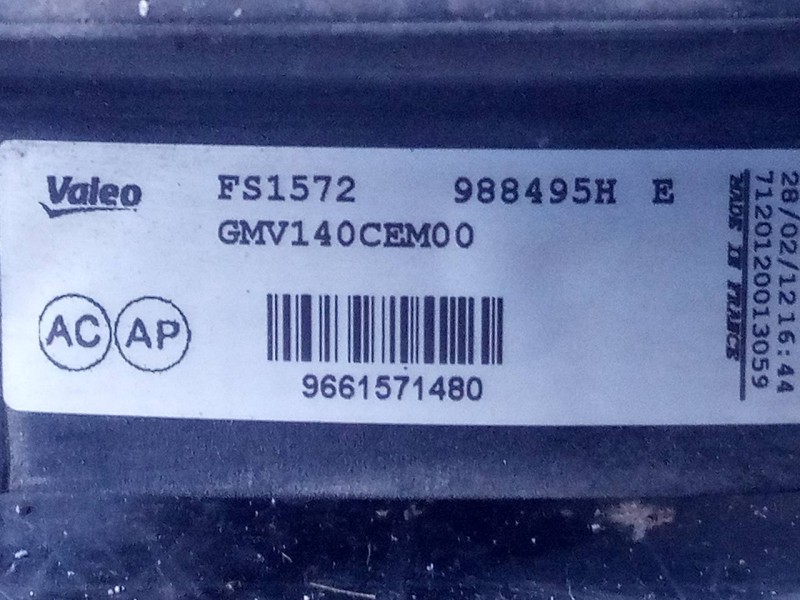 Valeo
FS1572 988495H E
GMV140CEM00
AC AP
9661571480
MADE IN FRANCE
7120120013059
28/02/12 16:44